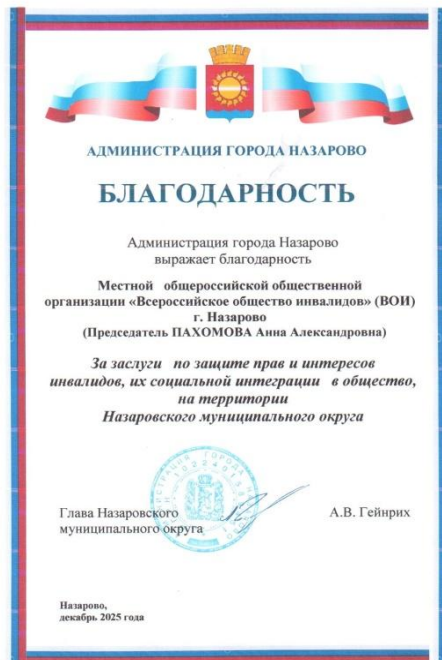 АДМИНИСТРАЦИЯ ГОРОДА НАЗАРОВО
БЛАГОДАРНОСТЬ
Администрация города Назарово
выражает благодарность
Местной общероссийской общественной
организации «Всероссийское общество инвалидов» (ВОИ)
г. Назарово
(Председатель ПАХОМОВА Анна Александровна)
За заслуги по защите прав и интересов
инвалидов, их социальной интеграции в общество,
на территории
Назаровского муниципального округа
Глава Назаровского
муниципального округа
А.В. Гейнрих
Назарово,
декабрь 2025 года